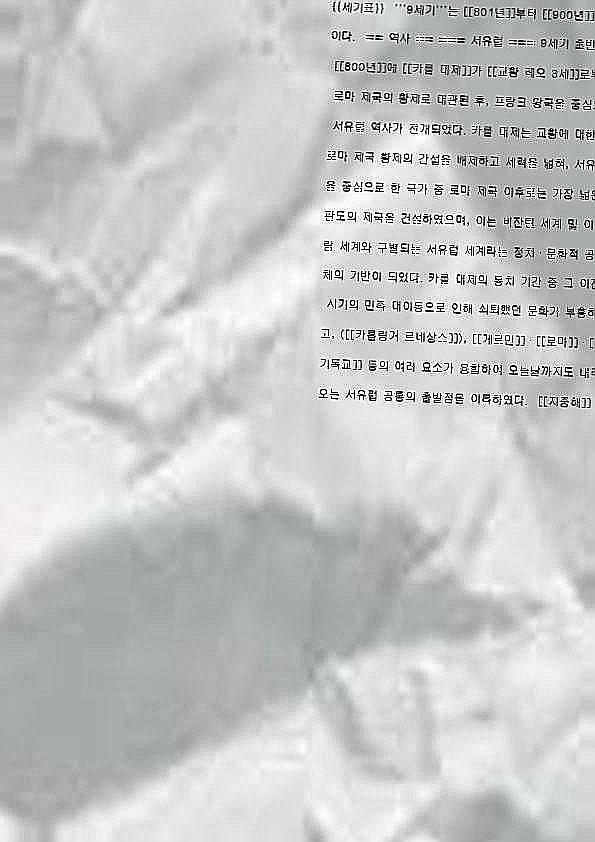 {{세기표}} '''9세기'''는 [[801년]]부터 [[900년]]
이다. == 역사 == === 서유럽 === 9세기 초반
[[800년]]에 [[카를 대제]]가 [[교황 레오 3세]]로부
로마 제국의 황제로 대관된 후, 프랑크 왕국을 중심으
서유럽 역사가 전개되었다. 카를 대제는 교황에 대한
로마 제국 황제의 간섭을 배제하고 세력을 넓혀, 서유
을 중심으로 한 국가 중 로마 제국 이후로는 가장 넓은
판도의 제국을 건설하였으며, 이는 비잔틴 세계 및 이
람 세계와 구별되는 서유럽 세계라는 정치·문화적 공
체의 기반이 되었다. 카를 대제의 통치 기간 중 그 이전
시기의 민족 대이동으로 인해 쇠퇴했던 문화가 부흥하
고, ([[카롤링거 르네상스]]), [[게르만]]·[[로마]]·[
기독교]] 등의 여러 요소가 융합하여 오늘날까지도 내려
오는 서유럽 공통의 출발점을 이룩하였다. [[지중해]]